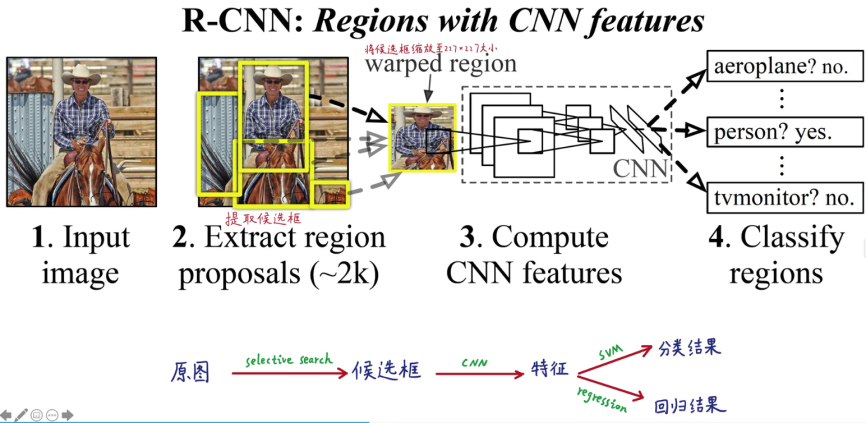 R-CNN: Regions with CNN features
将候选框缩放至227*227大小
warped region
aeroplane? no.
person? yes.
tvmonitor? no.
CNN
提取候选框
1. Input image
2. Extract region proposals (~2k)
3. Compute CNN features
4. Classify regions
原图
selective search
候选框
CNN
特征
SVM
分类结果
regression
回归结果